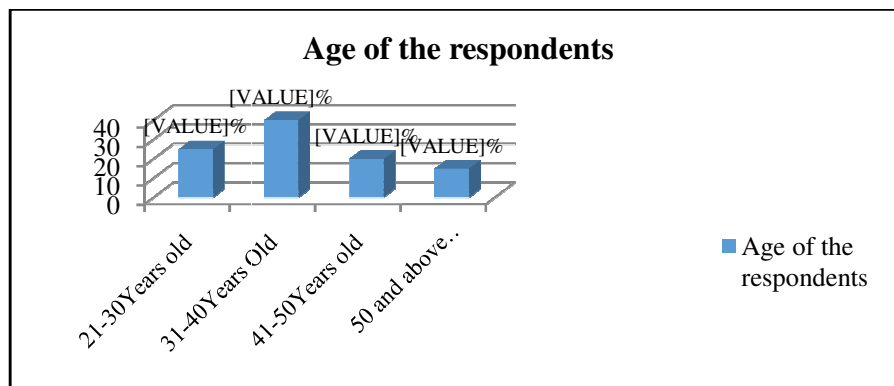 Age of the respondents
[VALUE]%
[VALUE]%
[VALUE]%
[VALUE]%
40
30
20
10
0
21-30Years old
31-40Years Old
41-50Years old
50 and above…
Age of the
respondents